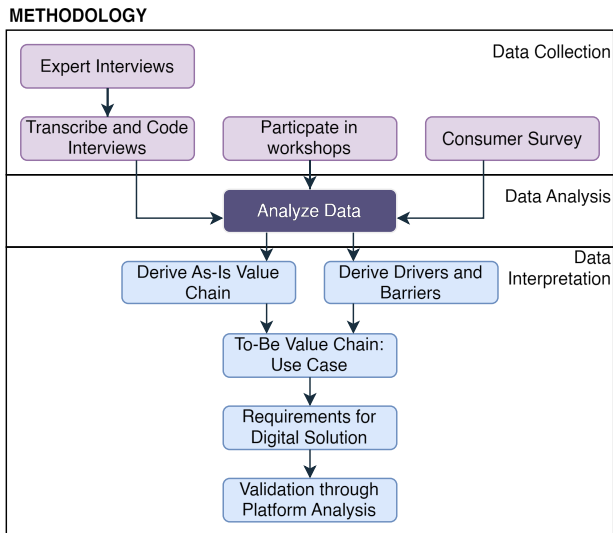 METHODOLOGY
Data Collection
Expert Interviews
Transcribe and Code
Interviews
Particpate in
workshops
Consumer Survey
Data Analysis
Analyze Data
Data
Interpretation
Derive As-Is Value
Chain
Derive Drivers and
Barriers
To-Be Value Chain:
Use Case
Requirements for
Digital Solution
Validation through
Platform Analysis